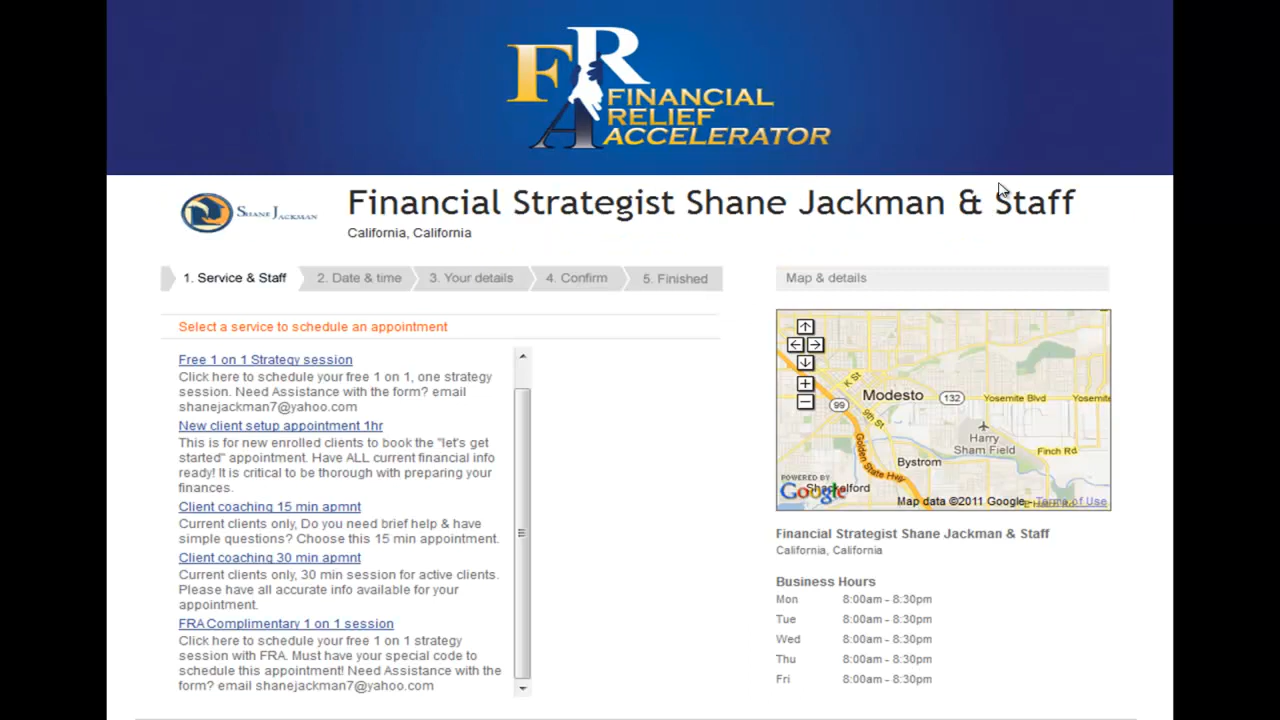 FRA
FINANCIAL
RELIEF
ACCELERATOR
SHANE JACKMAN
Financial Strategist Shane Jackman & Staff
California, California
1. Service & Staff
2. Date & time
3. Your details
4. Confirm
5. Finished
Select a service to schedule an appointment
Free 1 on 1 Strategy session
Click here to schedule your free 1 on 1, one strategy
session. Need Assistance with the form? email
shanejackman7@yahoo.com
New client setup appointment 1hr
This is for new enrolled clients to book the "let's get
started" appointment. Have ALL current financial info
ready! It is critical to be thorough with preparing your
finances.
Client coaching 15 min apmnt
Current clients only, Do you need brief help & have
simple questions? Choose this 15 min appointment.
Client coaching 30 min apmnt
Current clients only, 30 min session for active clients.
Please have all accurate info available for your
appointment.
FRA Complimentary 1 on 1 session
Click here to schedule your free 1 on 1 strategy
session with FRA. Must have your special code to
schedule this appointment! Need Assistance with the
form? email shanejackman7@yahoo.com
Map & details
K St
Modesto
132
Yosemite Blvd
Yosemite
99
9th St
Harry
Sham Field
Finch Rd
Golden State Hwy
Bystrom
POWERED BY
Google
Shackelford
Map data ©2011 Google - Terms of Use
Financial Strategist Shane Jackman & Staff
California, California
Business Hours
Mon 8:00am - 8:30pm
Tue 8:00am - 8:30pm
Wed 8:00am - 8:30pm
Thu 8:00am - 8:30pm
Fri 8:00am - 8:30pm